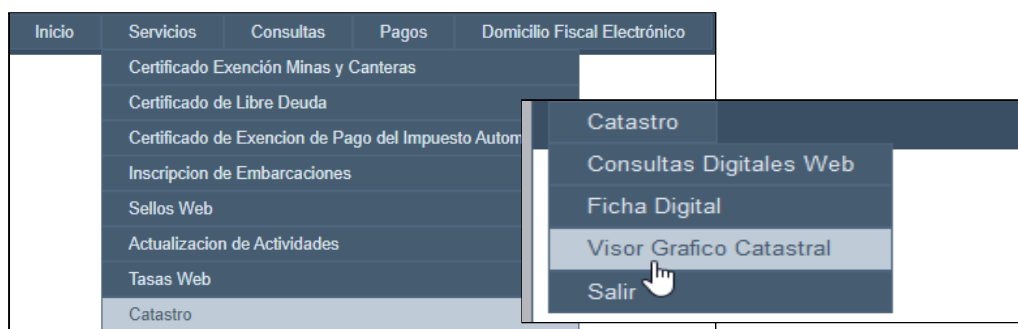 Inicio Servicios Consultas Pagos Domicilio Fiscal Electrónico
Certificado Exención Minas y Canteras
Certificado de Libre Deuda
Certificado de Exencion de Pago del Impuesto Autom
Inscripcion de Embarcaciones
Sellos Web
Actualizacion de Actividades
Tasas Web
Catastro
Catastro
Consultas Digitales Web
Ficha Digital
Visor Grafico Catastral
Salir